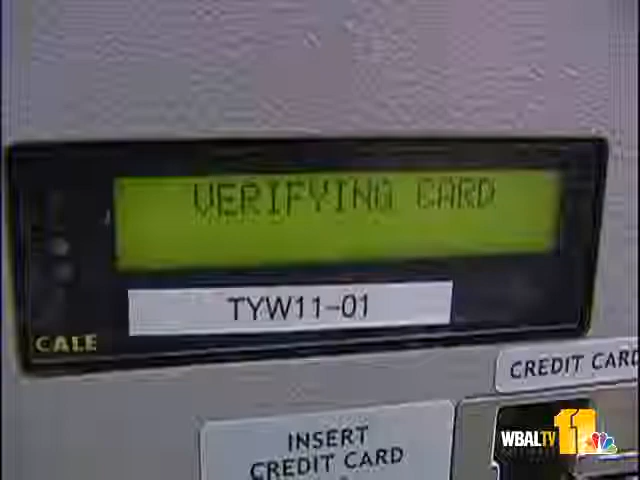 VERIFYING CARD
TYW11-01
CALE
CREDIT CARD
INSERT
CREDIT CARD
WBALTV 11